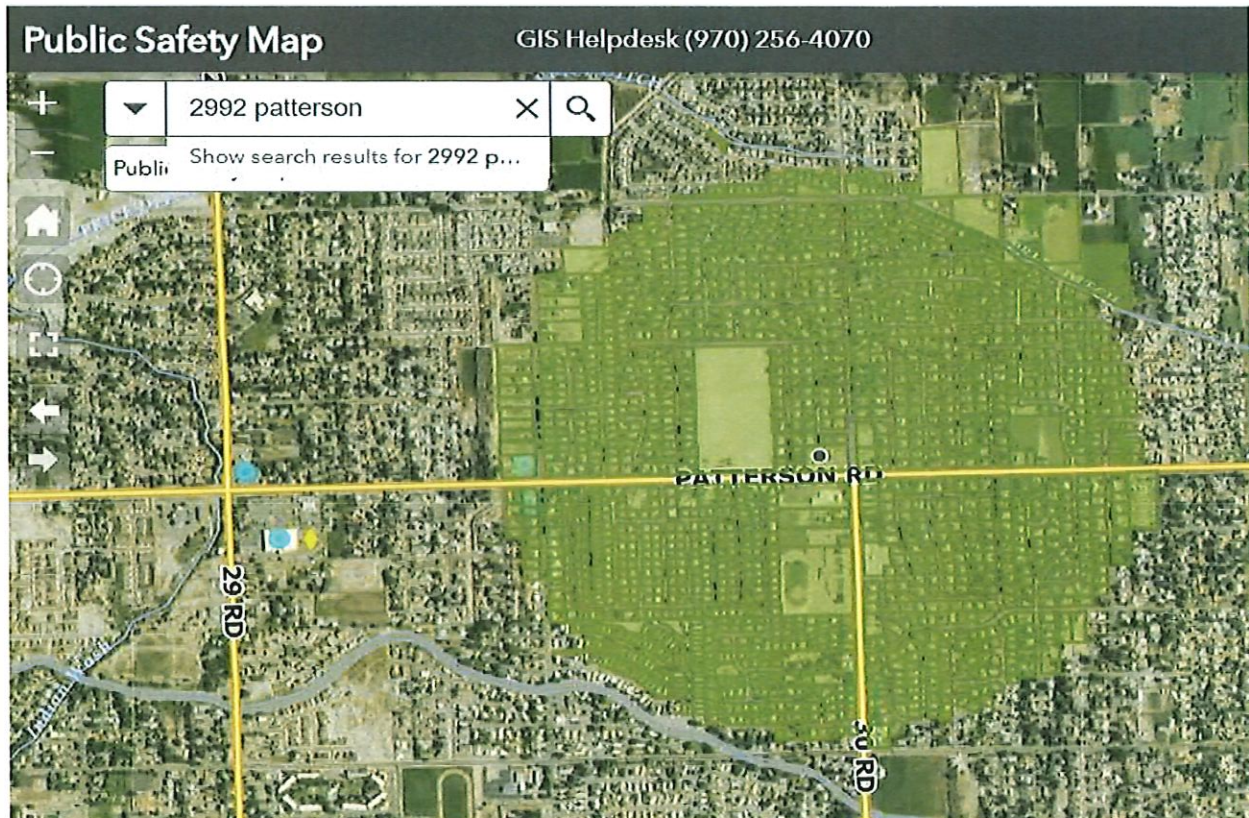 Public Safety Map
GIS Helpdesk (970) 256-4070
2992 patterson
Show search results for 2992 p...
Public
PATTERSON RD
29 RD
30 RD